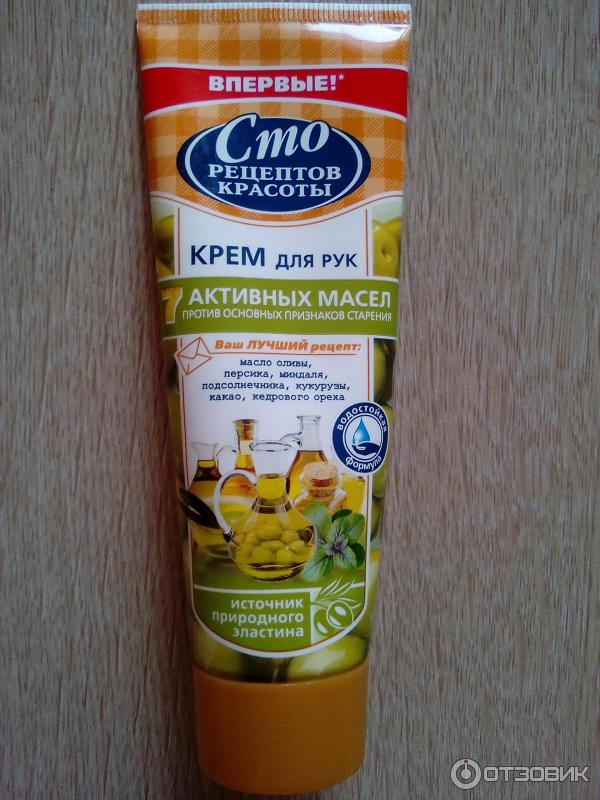 ВПЕРВЫЕ!*
Сто
РЕЦЕПТОВ
КРАСОТЫ
КРЕМ ДЛЯ РУК
7 АКТИВНЫХ МАСЕЛ
ПРОТИВ ОСНОВНЫХ ПРИЗНАКОВ СТАРЕНИЯ
Ваш ЛУЧШИЙ рецепт:
масло оливы,
персика, миндаля,
подсолнечника, кукурузы,
какао, кедрового ореха
ВОДОСТОЙКАЯ
формула
источник
природного
эластина
ОТЗОВИК